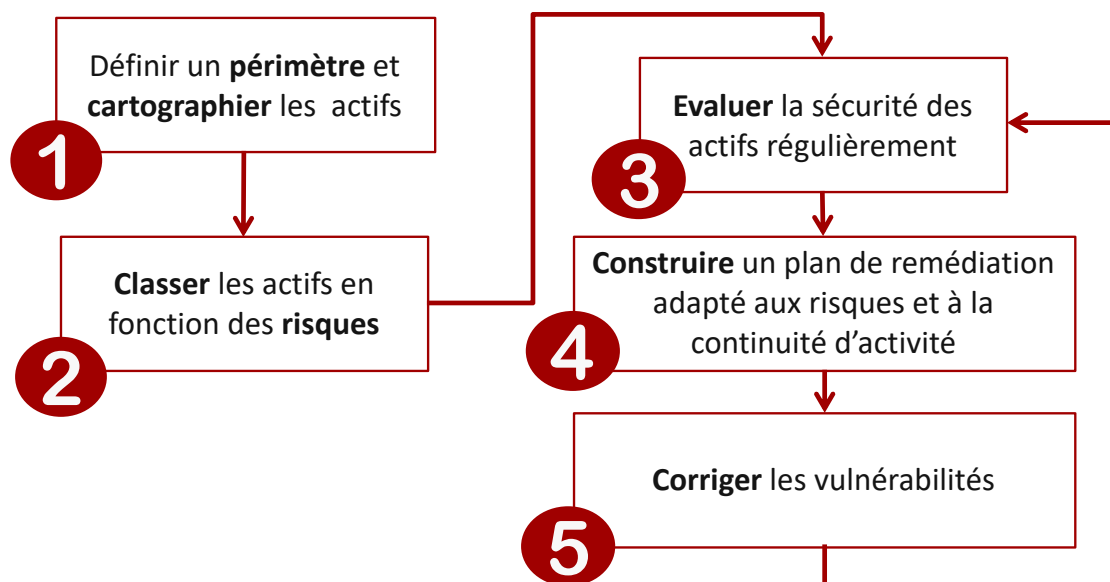 Définir un périmètre et
cartographier les actifs
1
Classer les actifs en
fonction des risques
2
Evaluer la sécurité des
actifs régulièrement
3
Construire un plan de remédiation
adapté aux risques et à la
continuité d’activité
4
Corriger les vulnérabilités
5